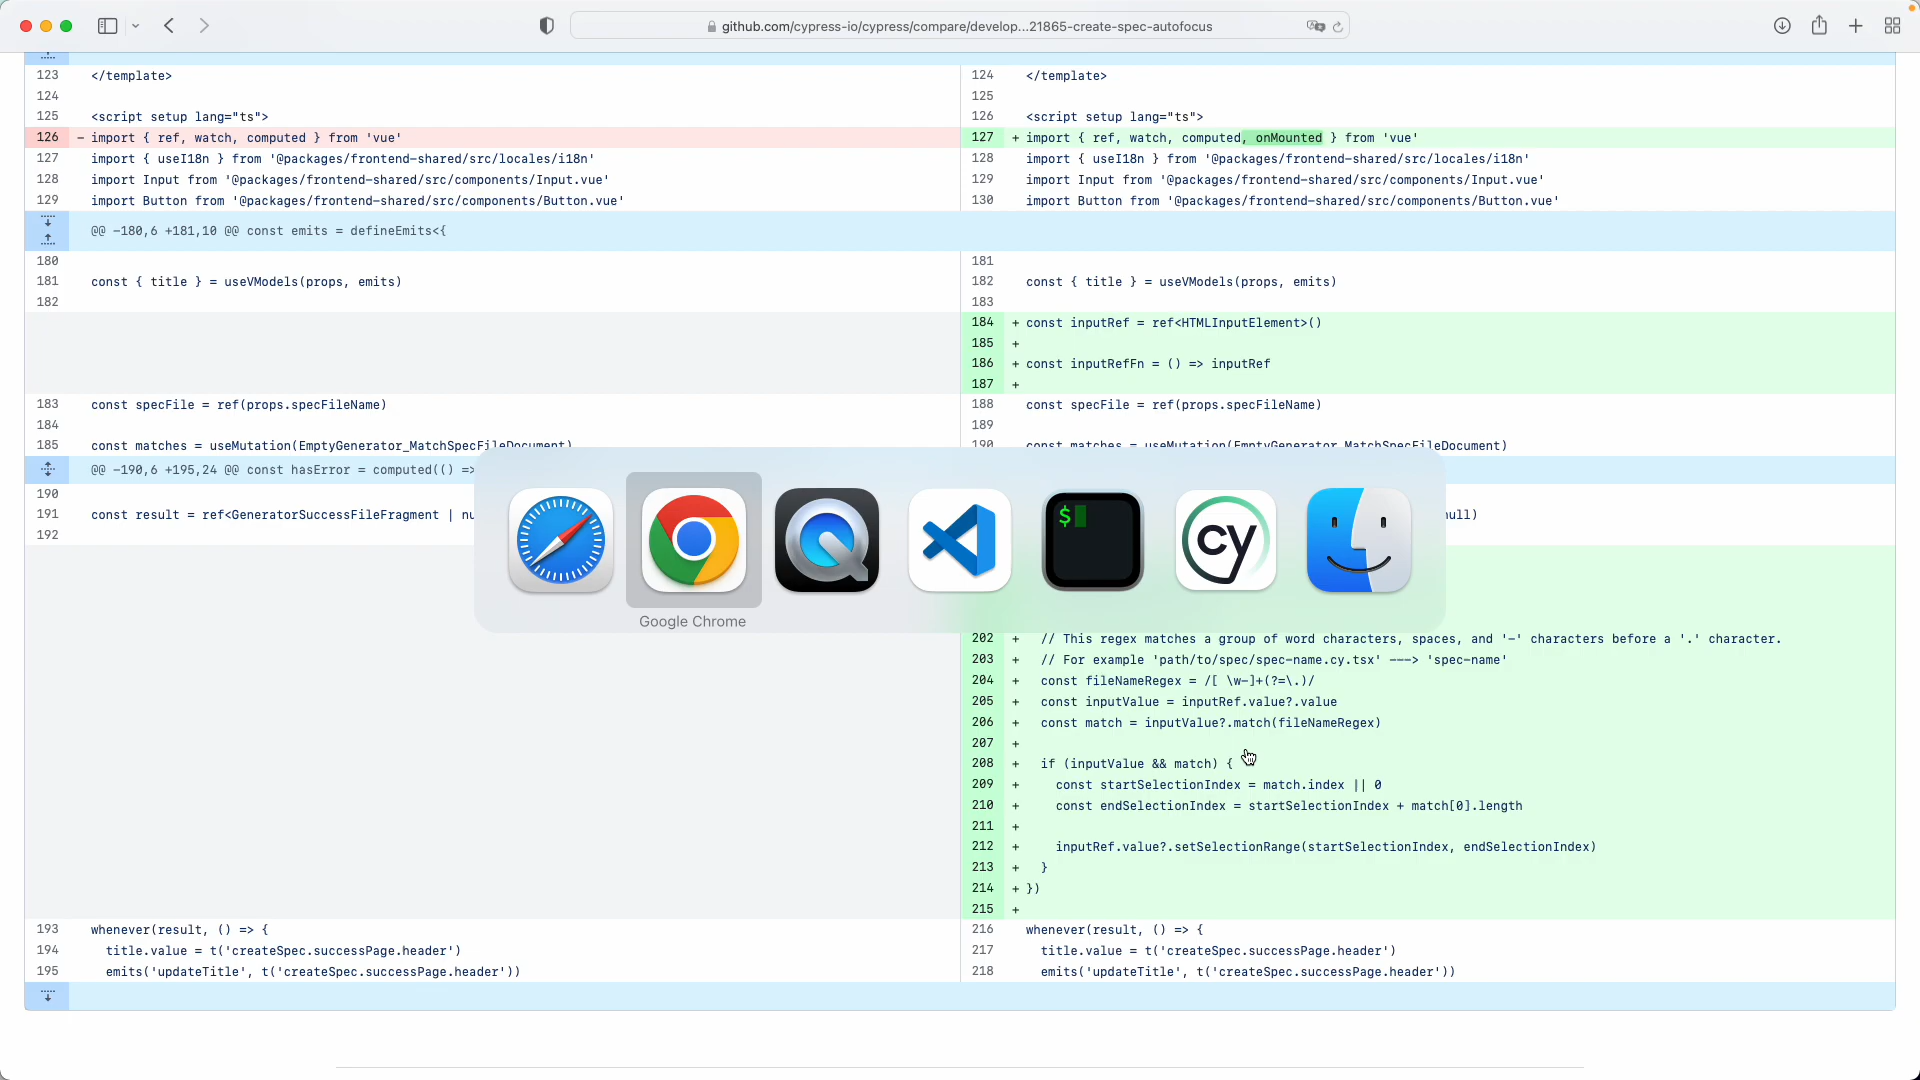 github.com/cypress-io/cypress/compare/develop...21865-create-spec-autofocus
123 </template>
124
125 <script setup lang="ts">
126 - import { ref, watch, computed } from 'vue'
127 import { useI18n } from '@packages/frontend-shared/src/locales/i18n'
128 import Input from '@packages/frontend-shared/src/components/Input.vue'
129 import Button from '@packages/frontend-shared/src/components/Button.vue'
@@ -180,6 +181,10 @@ const emits = defineEmits<{
180
181 const { title } = useVModels(props, emits)
182
183 const specFile = ref(props.specFileName)
184
185 const matches = useMutation(EmptyGenerator_MatchSpecFileDocument)
@@ -190,6 +195,24 @@ const hasError = computed(() =>
190
191 const result = ref<GeneratorSuccessFileFragment | nu
192
193 whenever(result, () => {
194 title.value = t('createSpec.successPage.header')
195 emits('updateTitle', t('createSpec.successPage.header'))
124 </template>
125
126 <script setup lang="ts">
127 + import { ref, watch, computed, onMounted } from 'vue'
128 import { useI18n } from '@packages/frontend-shared/src/locales/i18n'
129 import Input from '@packages/frontend-shared/src/components/Input.vue'
130 import Button from '@packages/frontend-shared/src/components/Button.vue'
181
182 const { title } = useVModels(props, emits)
183
184 + const inputRef = ref<HTMLInputElement>()
185 +
186 + const inputRefFn = () => inputRef
187 +
188 const specFile = ref(props.specFileName)
189
190 const matches = useMutation(EmptyGenerator_MatchSpecFileDocument)
null)
202 + // This regex matches a group of word characters, spaces, and '-' characters before a '.' character.
203 + // For example 'path/to/spec/spec-name.cy.tsx' ---> 'spec-name'
204 + const fileNameRegex = /[ \w-]+(?=\.)/
205 + const inputValue = inputRef.value?.value
206 + const match = inputValue?.match(fileNameRegex)
207 +
208 + if (inputValue && match) {
209 + const startSelectionIndex = match.index || 0
210 + const endSelectionIndex = startSelectionIndex + match[0].length
211 +
212 + inputRef.value?.setSelectionRange(startSelectionIndex, endSelectionIndex)
213 + }
214 + })
215 +
216 whenever(result, () => {
217 title.value = t('createSpec.successPage.header')
218 emits('updateTitle', t('createSpec.successPage.header'))
$
cy
Google Chrome